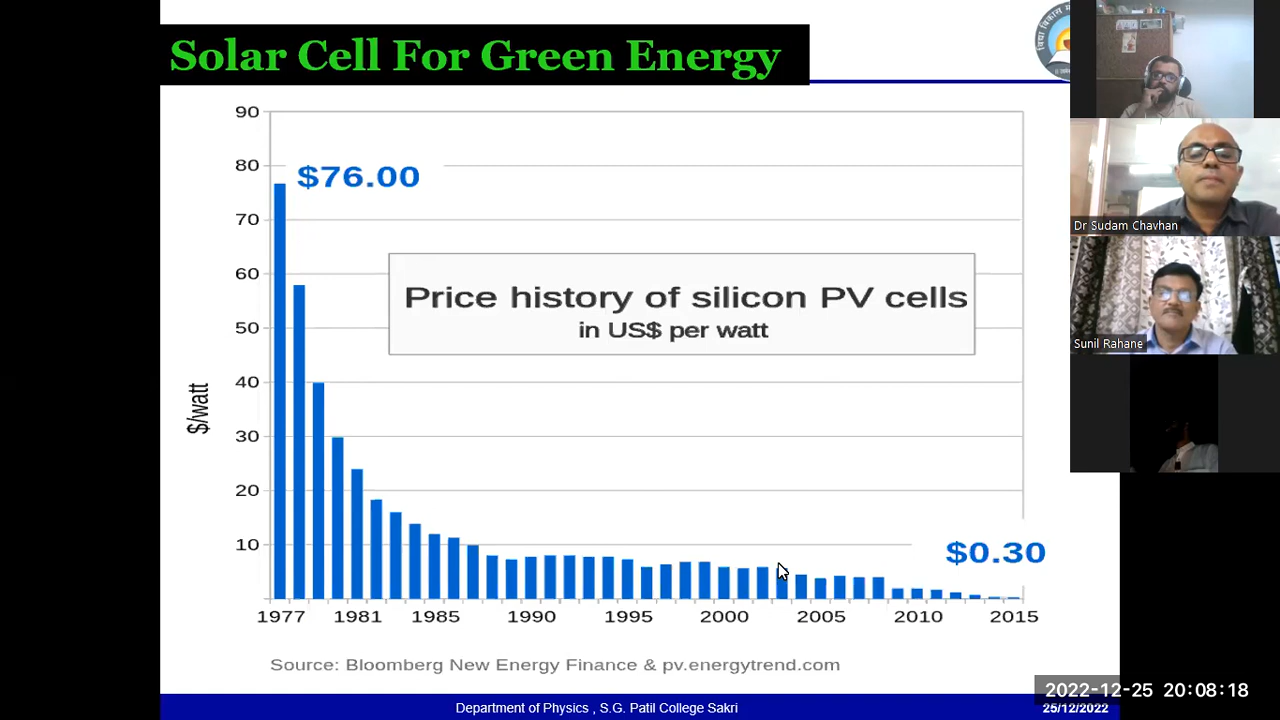 Solar Cell For Green Energy
विद्या विकास
90
80
70
60
50
40
30
20
10
$/watt
$76.00
Price history of silicon PV cells
in US$ per watt
$0.30
1977 1981 1985 1990 1995 2000 2005 2010 2015
Source: Bloomberg New Energy Finance & pv.energytrend.com
Department of Physics , S.G. Patil College Sakri
25/12/2022
2022-12-25 20:08:18
Dr Sudam Chavhan
Sunil Rahane